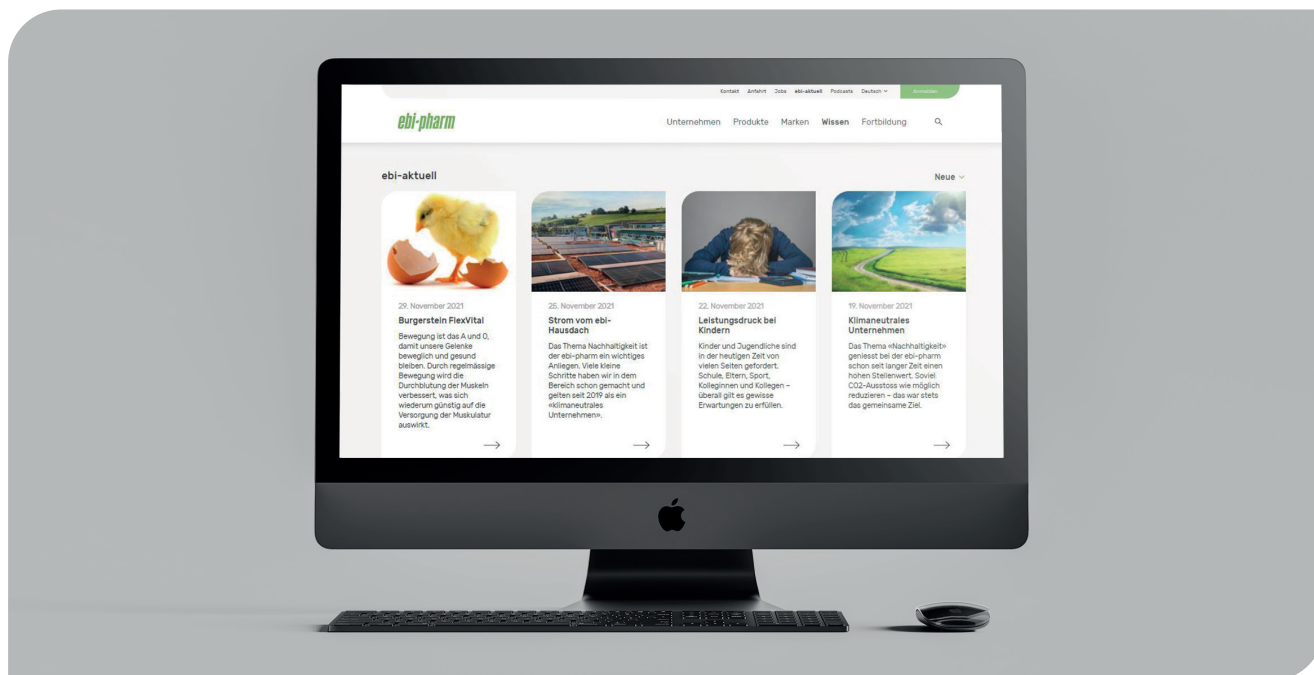 Kontakt Anfahrt Jobs ebi-aktuell Podcasts Deutsch
Anmelden
ebi-pharm
Unternehmen Produkte Marken Wissen Fortbildung
ebi-aktuell
Neue
29. November 2021
Burgerstein FlexVital
Bewegung ist das A und O,
damit unsere Gelenke
beweglich und gesund
bleiben. Durch regelmässige
Bewegung wird die
Durchblutung der Muskeln
verbessert, was sich
wiederum günstig auf die
Versorgung der Muskulatur
auswirkt.
25. November 2021
Strom vom ebi-
Hausdach
Das Thema Nachhaltigkeit ist
der ebi-pharm ein wichtiges
Anliegen. Viele kleine
Schritte haben wir in dem
Bereich schon gemacht und
gelten seit 2019 als ein
«klimaneutrales
Unternehmen».
22. November 2021
Leistungsdruck bei
Kindern
Kinder und Jugendliche sind
in der heutigen Zeit von
vielen Seiten gefordert.
Schule, Eltern, Sport,
Kolleginnen und Kollegen –
überall gilt es gewisse
Erwartungen zu erfüllen.
19. November 2021
Klimaneutrales
Unternehmen
Das Thema «Nachhaltigkeit»
geniesst bei der ebi-pharm
schon seit langer Zeit einen
hohen Stellenwert. Soviel
CO2-Ausstoss wie möglich
reduzieren – das war stets
das gemeinsame Ziel.